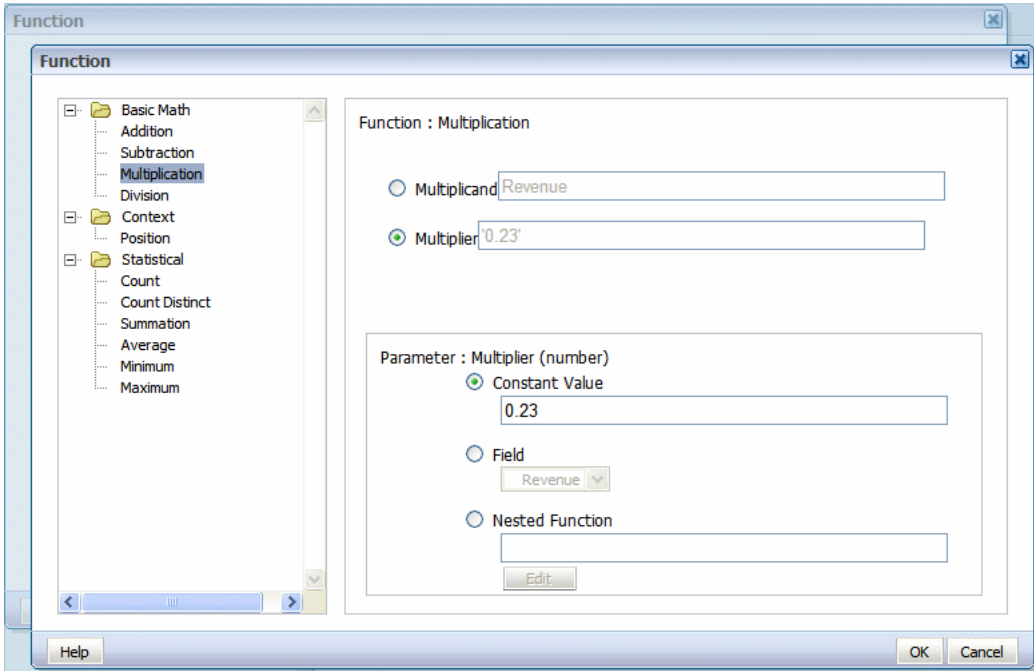 Function
Function
Basic Math
Addition
Subtraction
Multiplication
Division
Context
Position
Statistical
Count
Count Distinct
Summation
Average
Minimum
Maximum
Function : Multiplication
Multiplicand Revenue
Multiplier '0.23'
Parameter : Multiplier (number)
Constant Value
0.23
Field
Revenue
Nested Function
Edit
Help
OK
Cancel